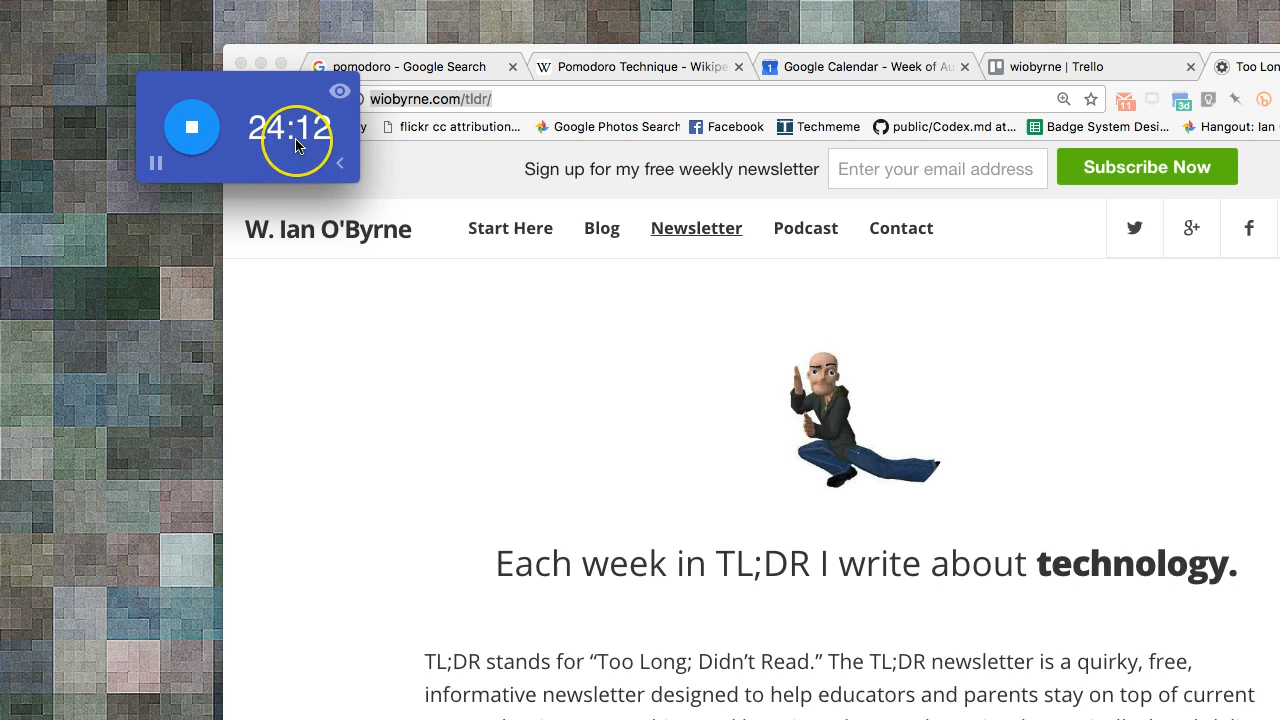 pomodoro - Google Search
Pomodoro Technique - Wikipe
1 Google Calendar - Week of Au
wiobyrne | Trello
Too Lon
24:12
wiobyrne.com/tldr/
11
3d
y
flickr cc attribution...
Google Photos Search
Facebook
Techmeme
public/Codex.md at...
Badge System Desi...
Hangout: Ian
Sign up for my free weekly newsletter
Enter your email address
Subscribe Now
W. Ian O'Byrne
Start Here
Blog
Newsletter
Podcast
Contact
Each week in TL;DR I write about technology.
TL;DR stands for “Too Long; Didn’t Read.” The TL;DR newsletter is a quirky, free,
informative newsletter designed to help educators and parents stay on top of current